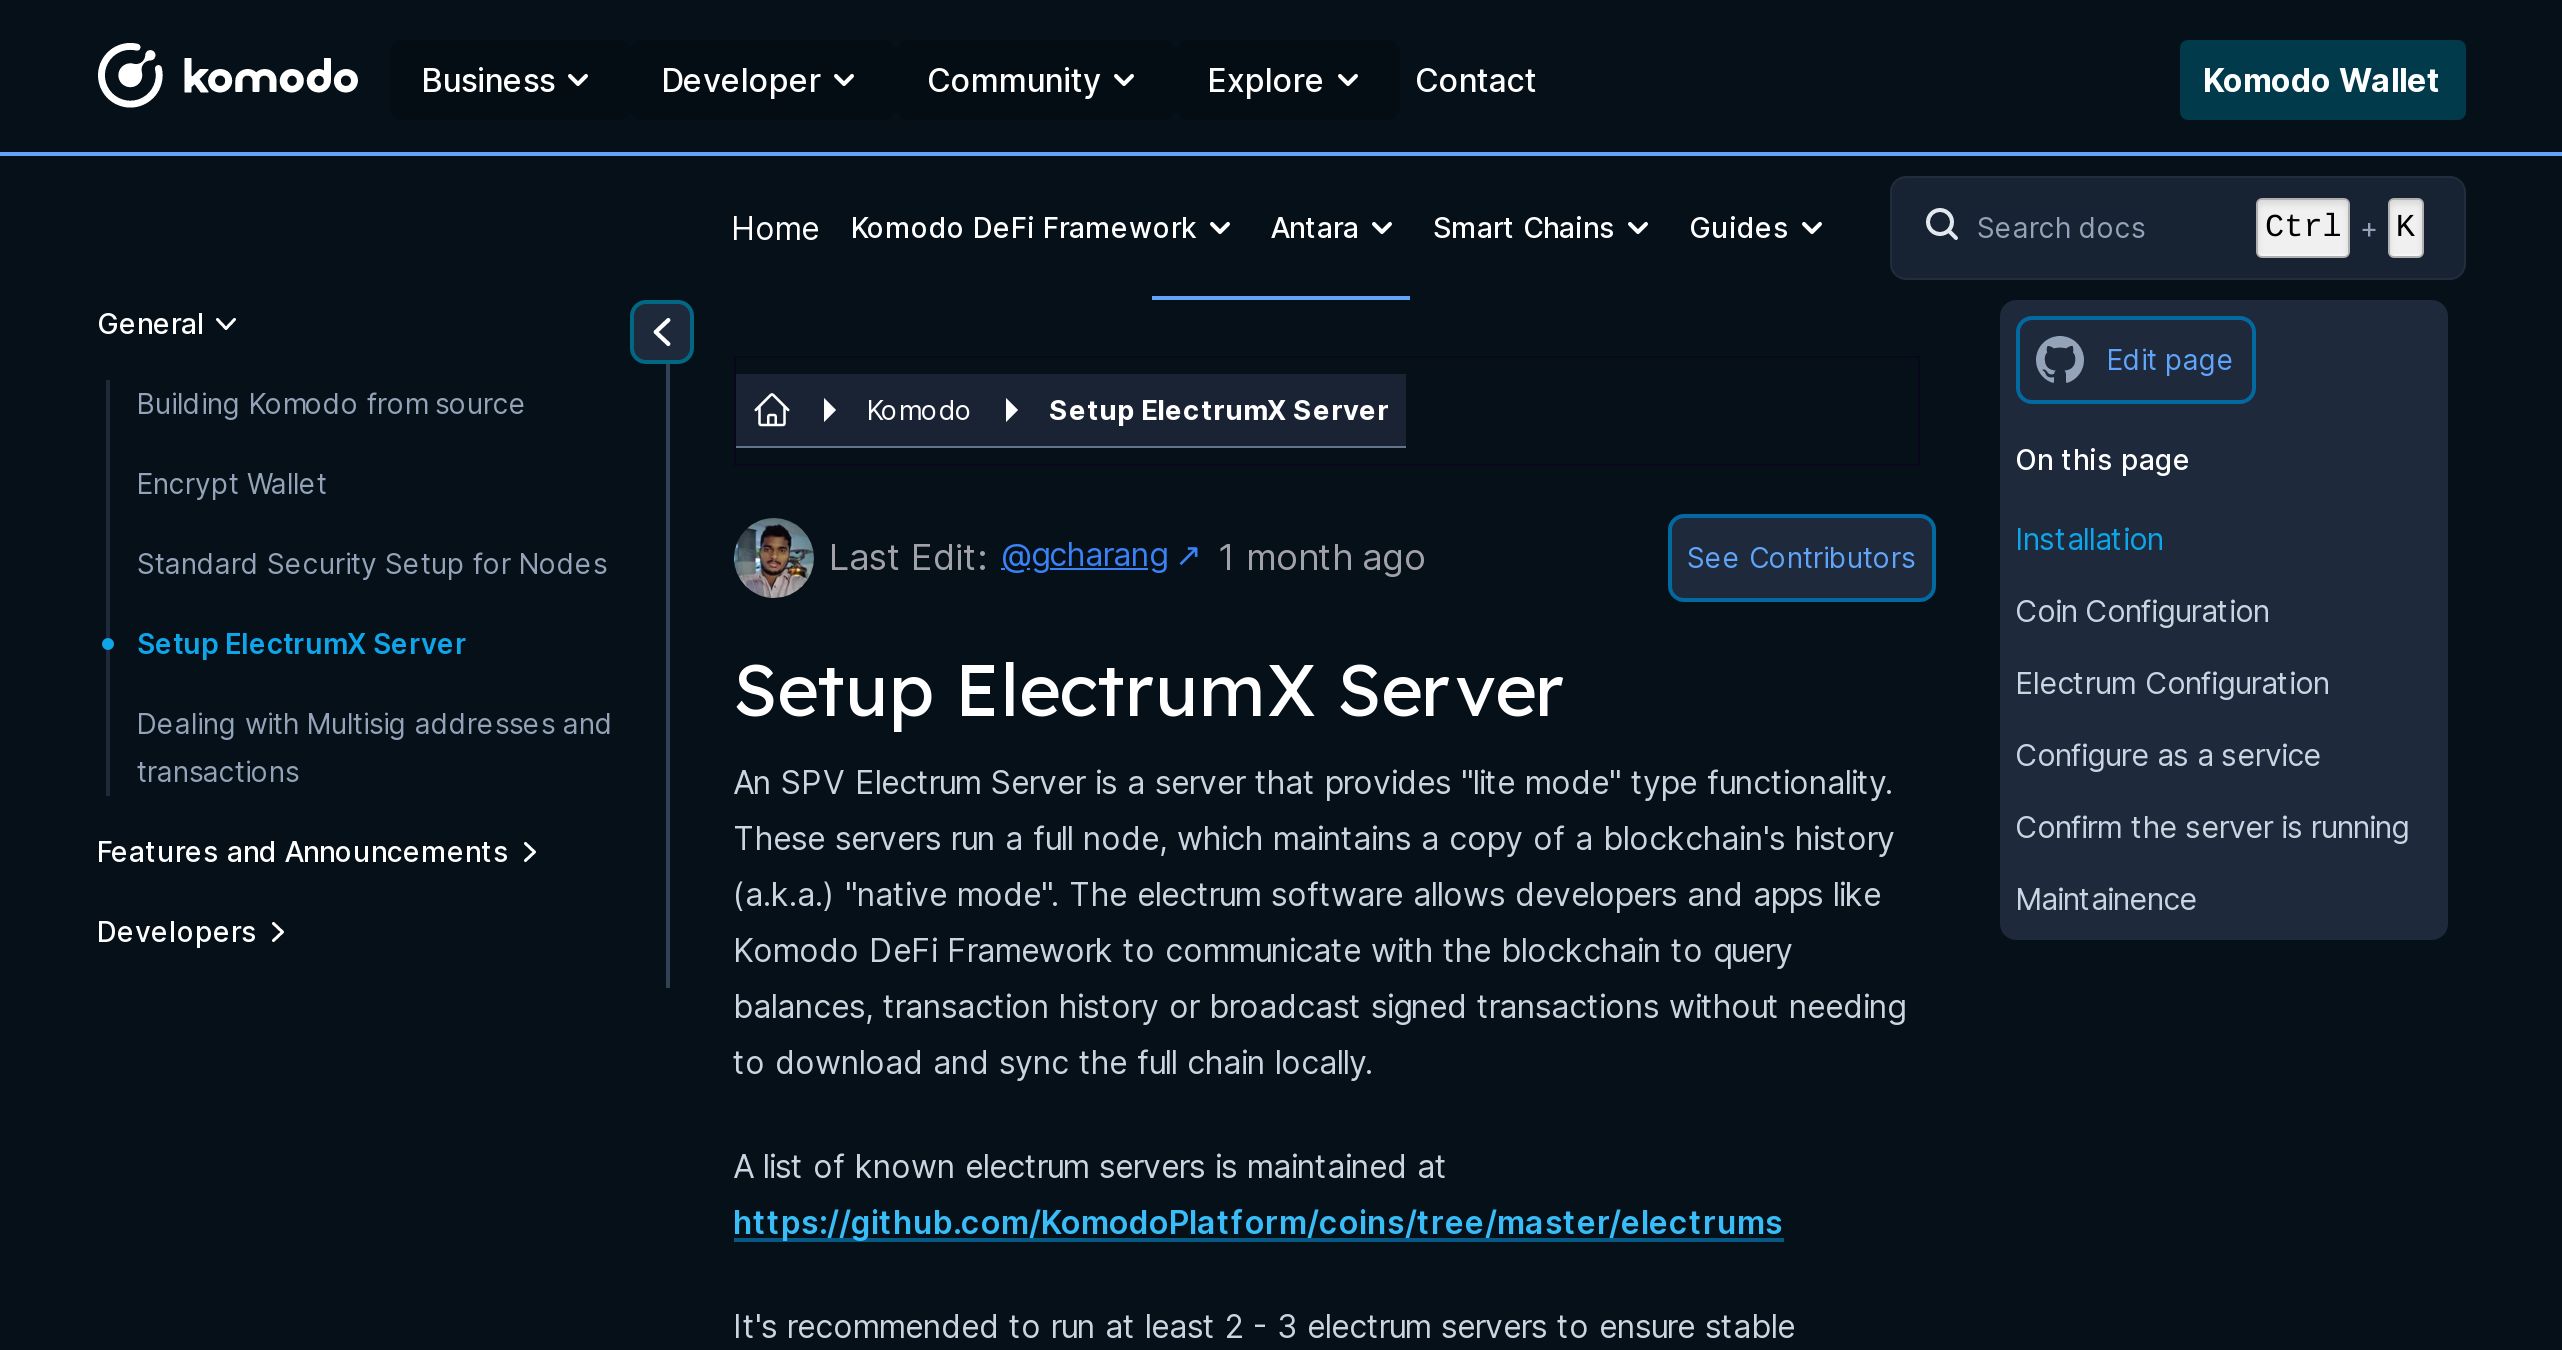 komodo
Business
Developer
Community
Explore
Contact
Komodo Wallet
Home
Komodo DeFi Framework
Antara
Smart Chains
Guides
Search docs
Ctrl + K
General
Building Komodo from source
Encrypt Wallet
Standard Security Setup for Nodes
Setup ElectrumX Server
Dealing with Multisig addresses and
transactions
Features and Announcements
Developers
Komodo
Setup ElectrumX Server
Last Edit: @gcharang ↗ 1 month ago
See Contributors
Setup ElectrumX Server
An SPV Electrum Server is a server that provides "lite mode" type functionality.
These servers run a full node, which maintains a copy of a blockchain's history
(a.k.a.) "native mode". The electrum software allows developers and apps like
Komodo DeFi Framework to communicate with the blockchain to query
balances, transaction history or broadcast signed transactions without needing
to download and sync the full chain locally.
A list of known electrum servers is maintained at
https://github.com/KomodoPlatform/coins/tree/master/electrums
It's recommended to run at least 2 - 3 electrum servers to ensure stable
Edit page
On this page
Installation
Coin Configuration
Electrum Configuration
Configure as a service
Confirm the server is running
Maintainence